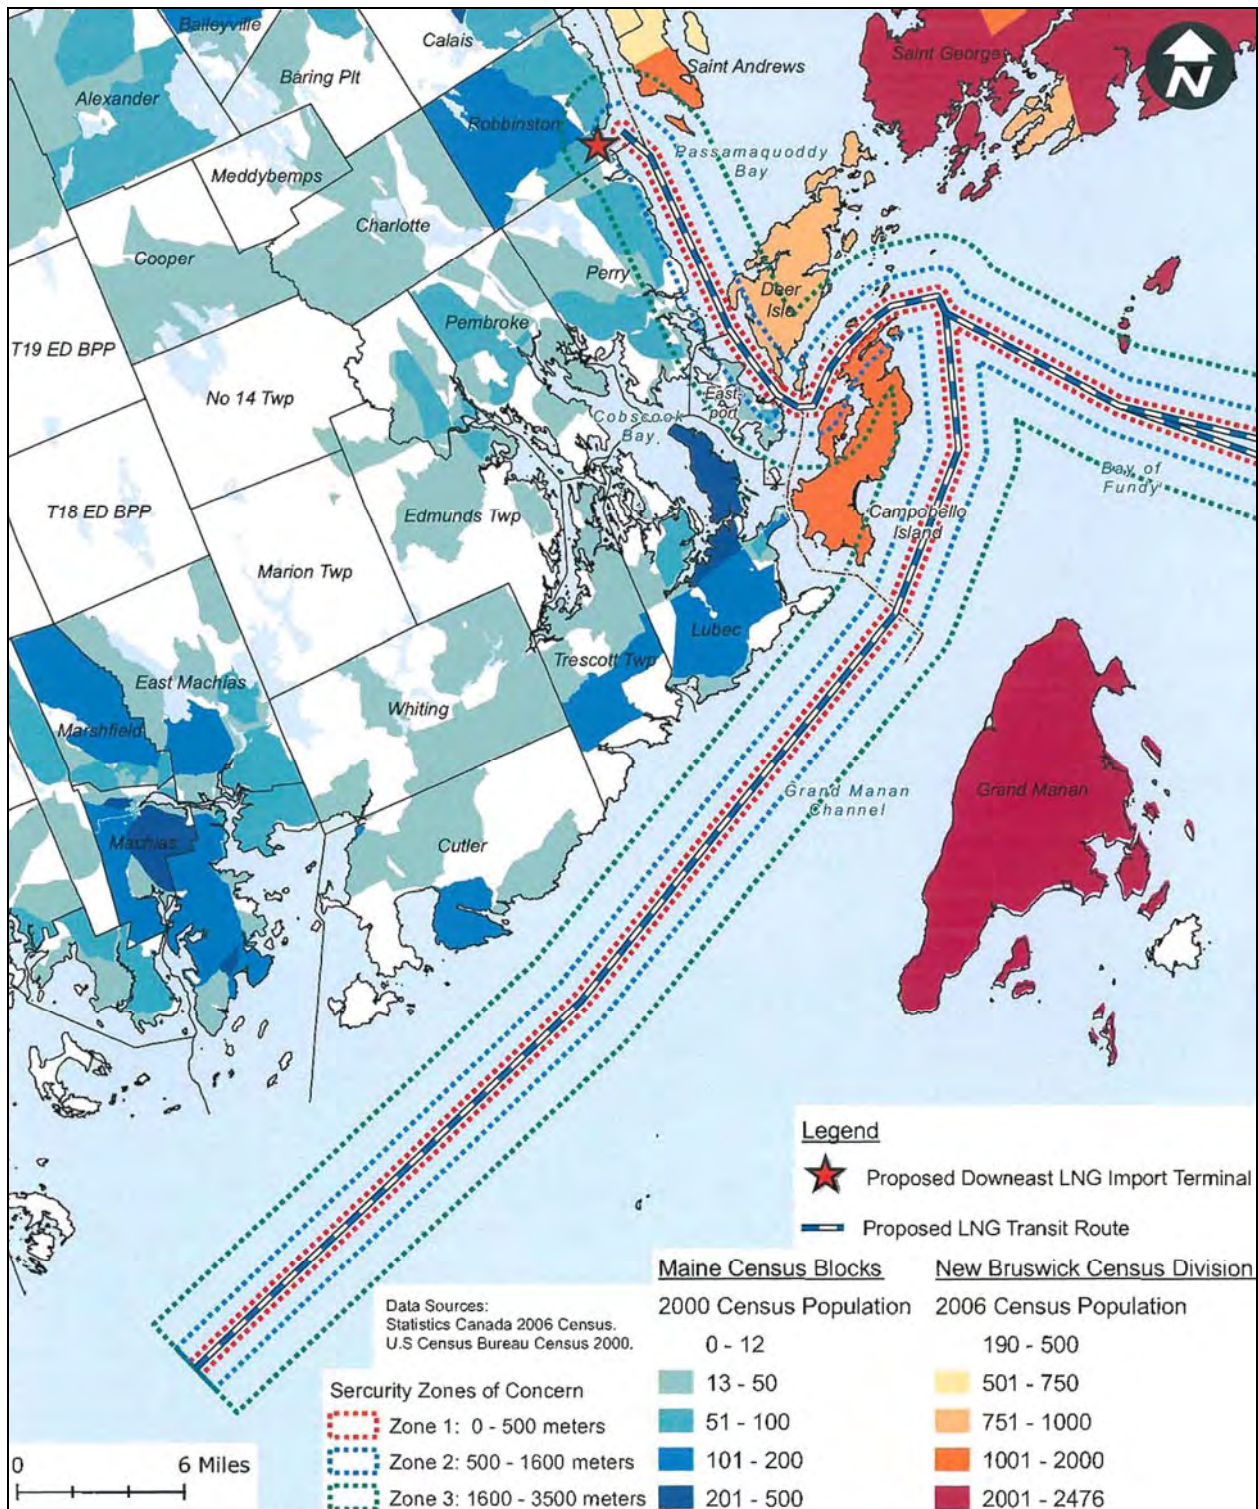 Baileyville
Calais
Baring Plt
Alexander
Saint Andrews
Saint George
N
Robbinston
Passamaquoddy
Bay
Meddybemps
Charlotte
Cooper
Perry
Deer
Isle
Pembroke
T19 ED BPP
No 14 Twp
East-
port
Cobscook
Bay
Bay of
Fundy
T18 ED BPP
Edmunds Twp
Campobello
Island
Marion Twp
Lubec
Trescott Twp
East Machias
Whiting
Marshfield
Grand Manan
Channel
Grand Manan
Machias
Cutler
Legend
Proposed Downeast LNG Import Terminal
Proposed LNG Transit Route
Maine Census Blocks
2000 Census Population
0 - 12
13 - 50
51 - 100
101 - 200
201 - 500
New Bruswick Census Division
2006 Census Population
190 - 500
501 - 750
751 - 1000
1001 - 2000
2001 - 2476
Data Sources:
Statistics Canada 2006 Census.
U.S Census Bureau Census 2000.
Sercurity Zones of Concern
Zone 1: 0 - 500 meters
Zone 2: 500 - 1600 meters
Zone 3: 1600 - 3500 meters
0 6 Miles